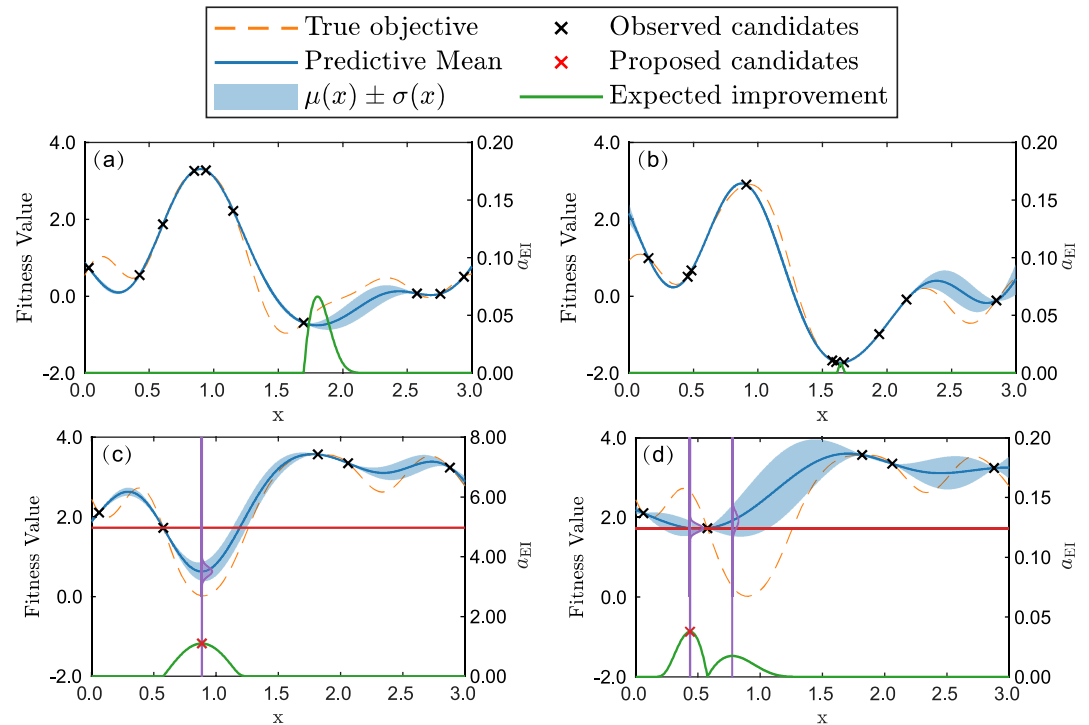 True objective
Observed candidates
Predictive Mean
Proposed candidates
μ(x) ± σ(x)
Expected improvement
(a)
4.0
2.0
0.0
-2.0
Fitness Value
0.20
0.15
0.10
0.05
0.00
a_EI
0.0 0.5 1.0 1.5 2.0 2.5 3.0
x
(b)
4.0
2.0
0.0
-2.0
Fitness Value
0.20
0.15
0.10
0.05
0.00
a_EI
0.0 0.5 1.0 1.5 2.0 2.5 3.0
x
(c)
4.0
2.0
0.0
-2.0
Fitness Value
8.00
6.00
4.00
2.00
0.00
a_EI
0.0 0.5 1.0 1.5 2.0 2.5 3.0
x
(d)
4.0
2.0
0.0
-2.0
Fitness Value
0.20
0.15
0.10
0.05
0.00
a_EI
0.0 0.5 1.0 1.5 2.0 2.5 3.0
x